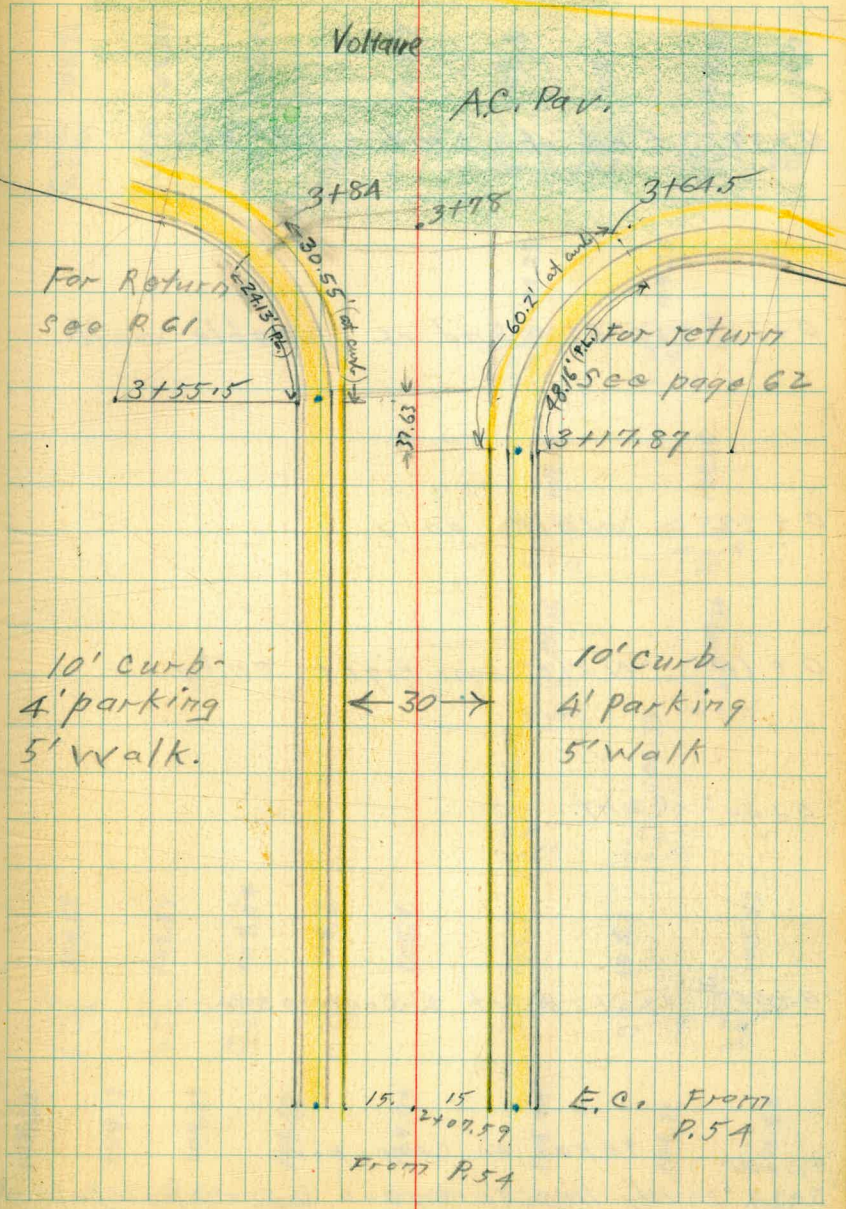 Voltaire
A.C. Pav.
3+84
3+78
3+64.5
30.55' (at curb)
60.2' (at curb)
24.13' (P.L.)
48.16' (P.L.)
For Return
see P. 61
For return
See page 62
3+55.5
37.63
3+17.87
10' curb-
4' parking
5' Walk.
30
10' Curb
4' Parking
5' Walk
15. 15
2+07.59
E.C. From
P.54
From P.54